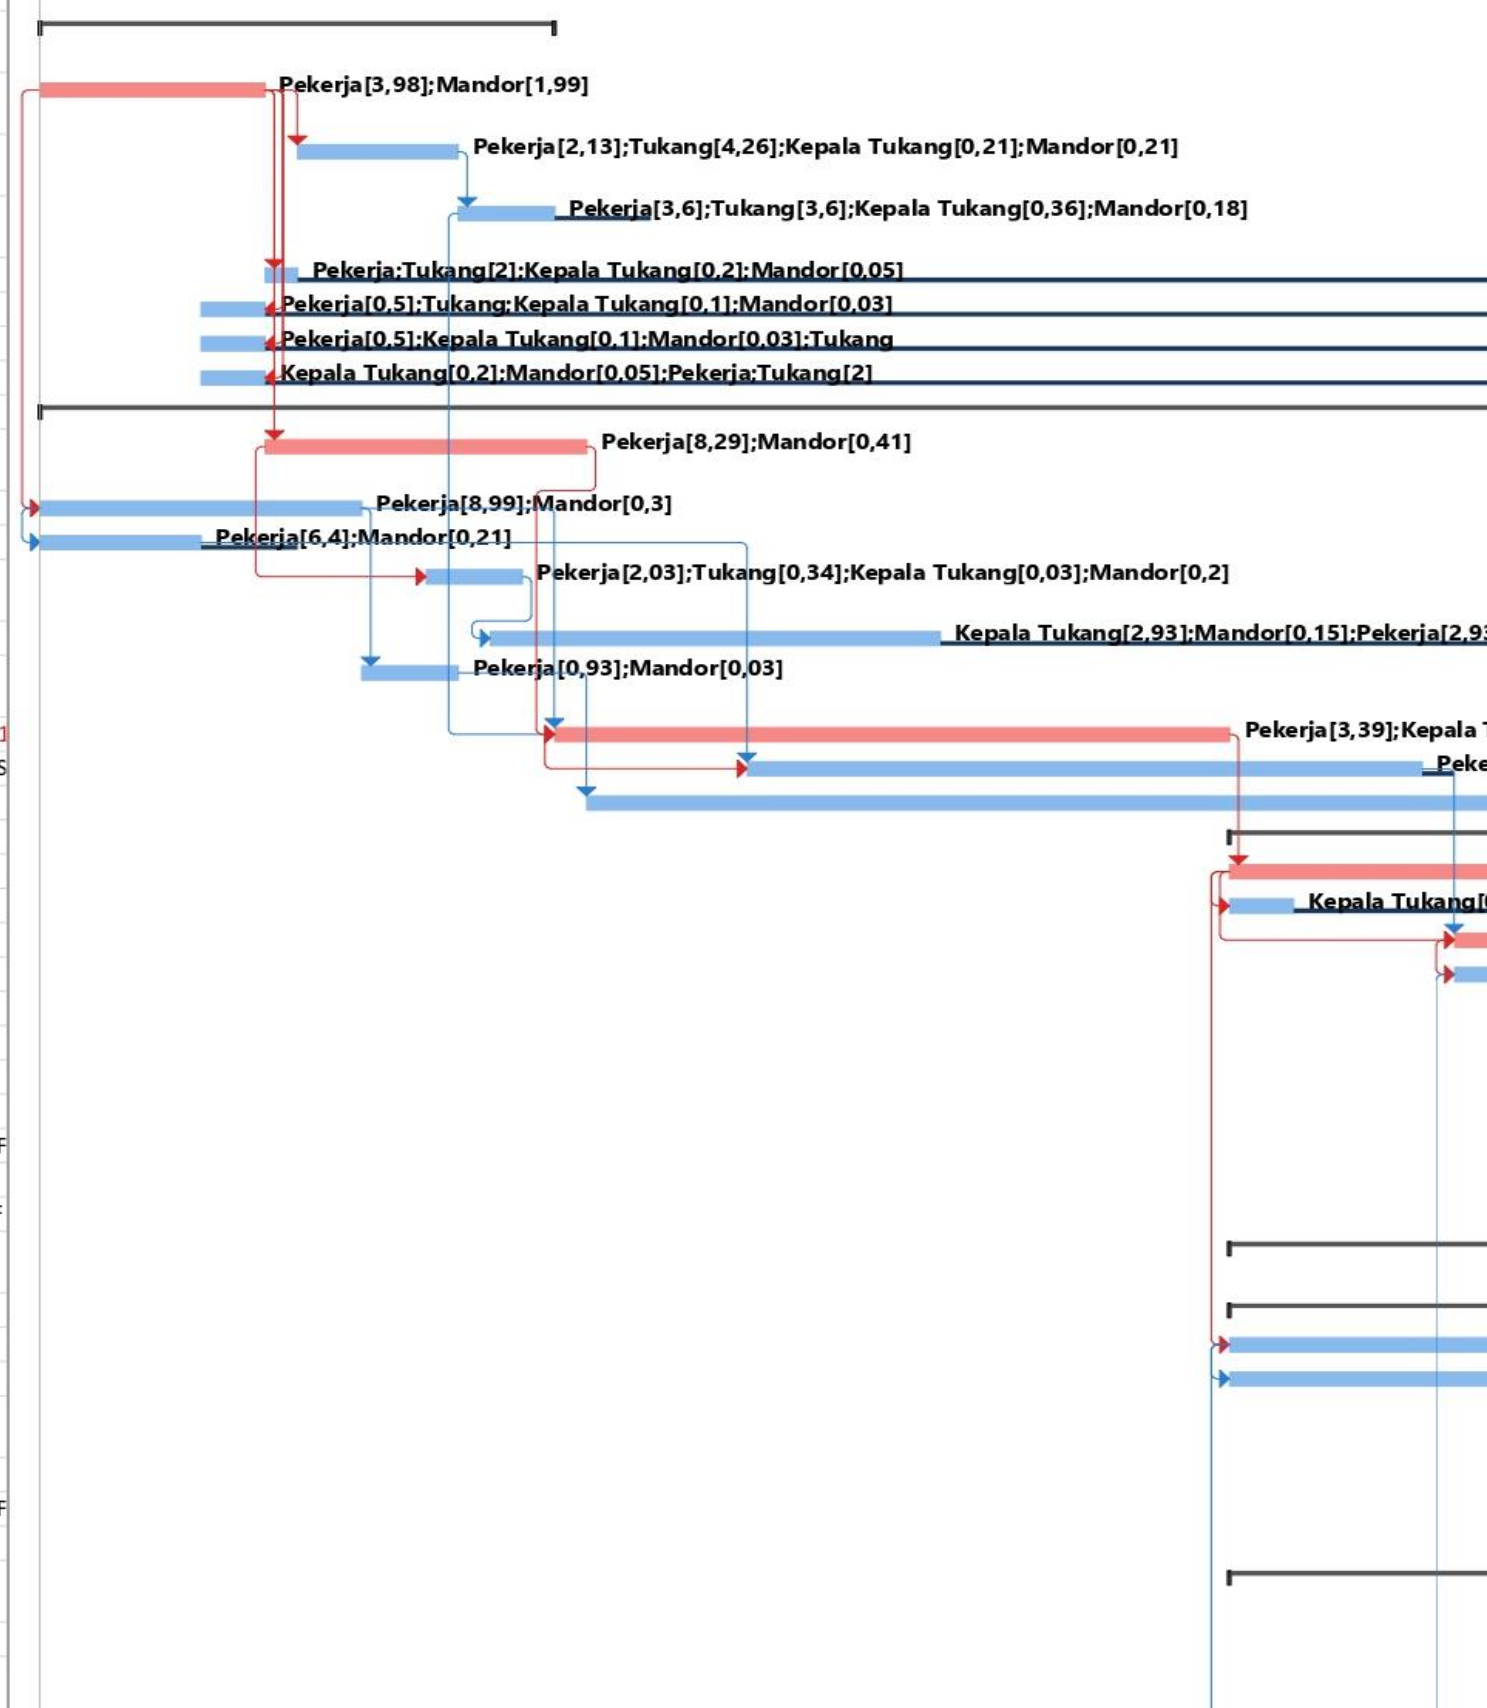 Pekerja[3,98];Mandor[1,99]
Pekerja[2,13];Tukang[4,26];Kepala Tukang[0,21];Mandor[0,21]
Pekerja[3,6];Tukang[3,6];Kepala Tukang[0,36];Mandor[0,18]
Pekerja;Tukang[2];Kepala Tukang[0,2];Mandor[0,05]
Pekerja[0,5];Tukang;Kepala Tukang[0,1];Mandor[0,03]
Pekerja[0,5];Kepala Tukang[0,1];Mandor[0,03];Tukang
Kepala Tukang[0,2];Mandor[0,05];Pekerja;Tukang[2]
Pekerja[8,29];Mandor[0,41]
Pekerja[8,99];Mandor[0,3]
Pekerja[6,4];Mandor[0,21]
Pekerja[2,03];Tukang[0,34];Kepala Tukang[0,03];Mandor[0,2]
Kepala Tukang[2,93];Mandor[0,15];Pekerja[2,93
Pekerja[0,93];Mandor[0,03]
Pekerja[3,39];Kepala
Peke
Kepala Tukang[